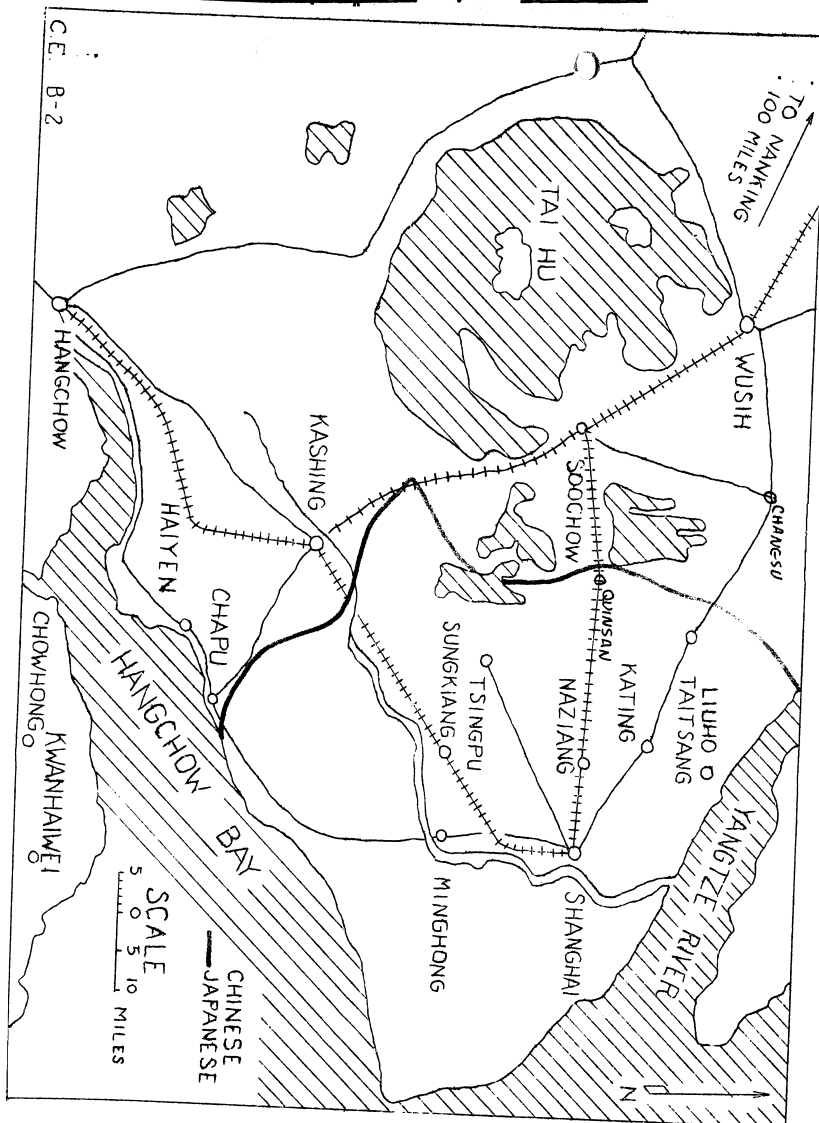 C.E. B-2
TO NANKING
100 MILES
TAI HU
WUSIH
CHANGSU
SOOCHOW
QUINSAN
LIUHO
TAITSANG
KATING
NAZIANG
TSINGPU
SUNGKIANG
KASHING
HANGCHOW
HAIYEN
CHAPU
HANGCHOW BAY
YANGTZE RIVER
SHANGHAI
MINGHONG
KWANHAIWEI
CHOWHONG
CHINESE
JAPANESE
SCALE
5 0 5 10
MILES
N